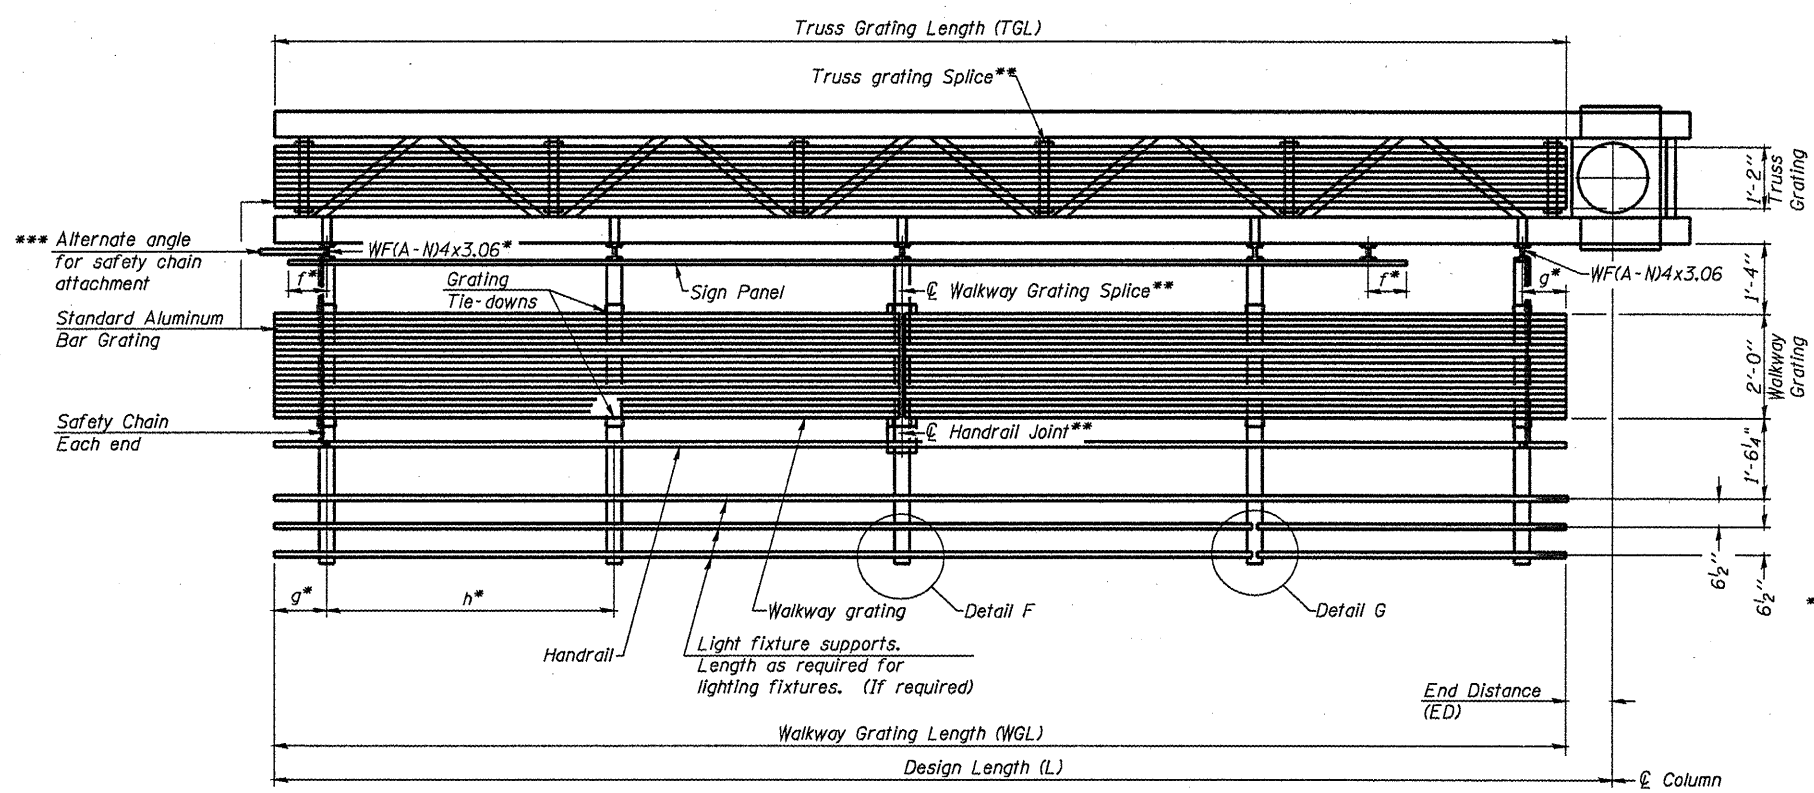 Truss Grating Length (TGL)
Truss grating Splice**
1'-2"
Truss
Grating
*** Alternate angle
for safety chain
attachment
WF(A-N)4x3.06*
WF(A-N)4x3.06
f*
Grating
Tie-downs
Sign Panel
℄ Walkway Grating Splice**
f*
g*
1'-4"
Standard Aluminum
Bar Grating
2'-0"
Walkway
Grating
Safety Chain
Each end
℄ Handrail Joint**
1'-6¼"
6½"
6½"
*
g*
h*
Walkway grating
Detail F
Detail G
Handrail
Light fixture supports.
Length as required for
lighting fixtures. (If required)
End Distance
(ED)
Walkway Grating Length (WGL)
Design Length (L)
℄ Column